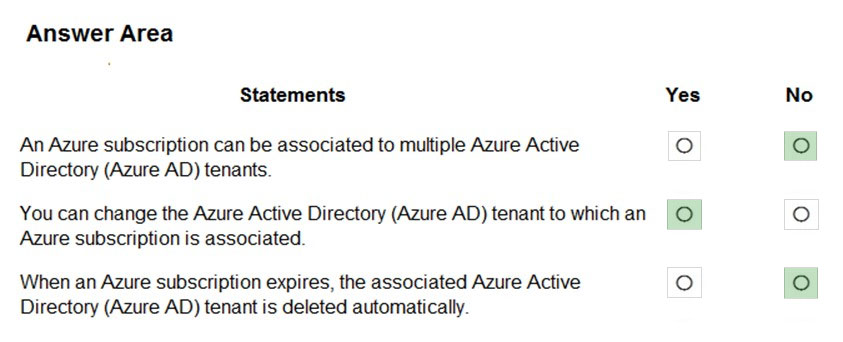 Answer Area
Statements Yes No
An Azure subscription can be associated to multiple Azure Active
Directory (Azure AD) tenants.
You can change the Azure Active Directory (Azure AD) tenant to which an
Azure subscription is associated.
When an Azure subscription expires, the associated Azure Active
Directory (Azure AD) tenant is deleted automatically.